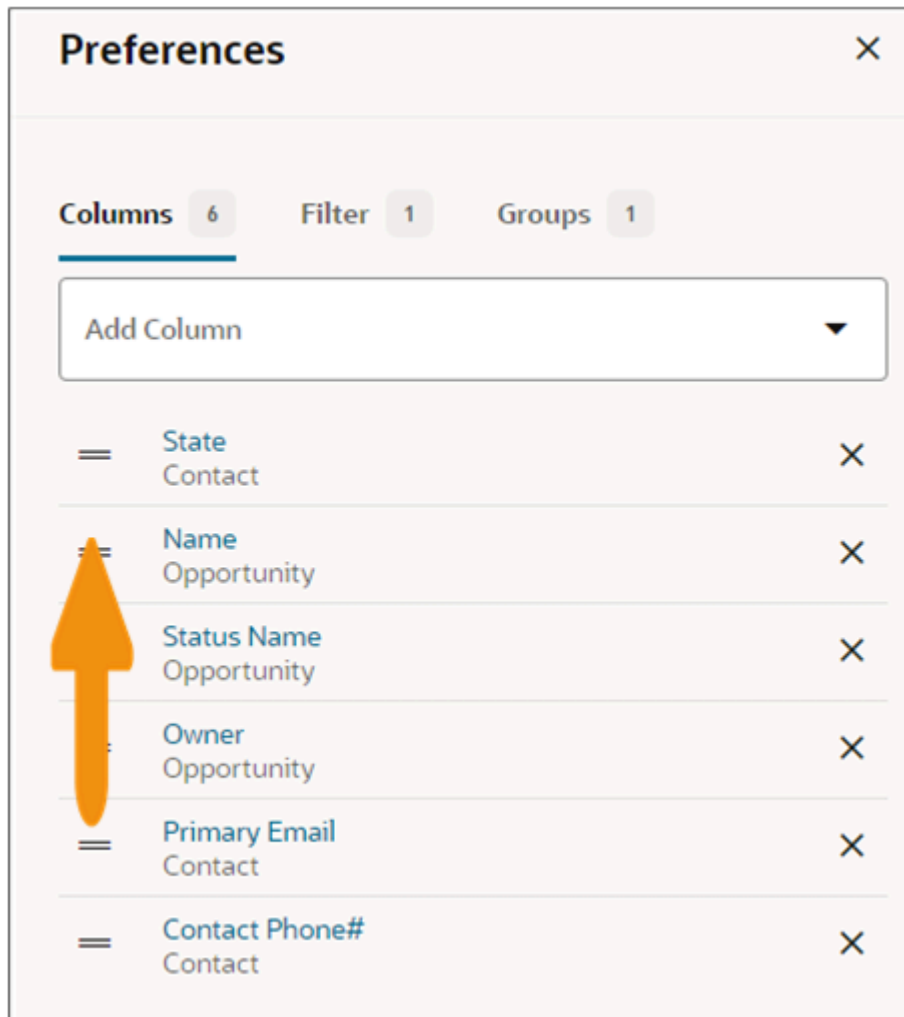 Preferences
Columns 6 Filter 1 Groups 1
Add Column
State
Contact
Name
Opportunity
Status Name
Opportunity
Owner
Opportunity
Primary Email
Contact
Contact Phone#
Contact